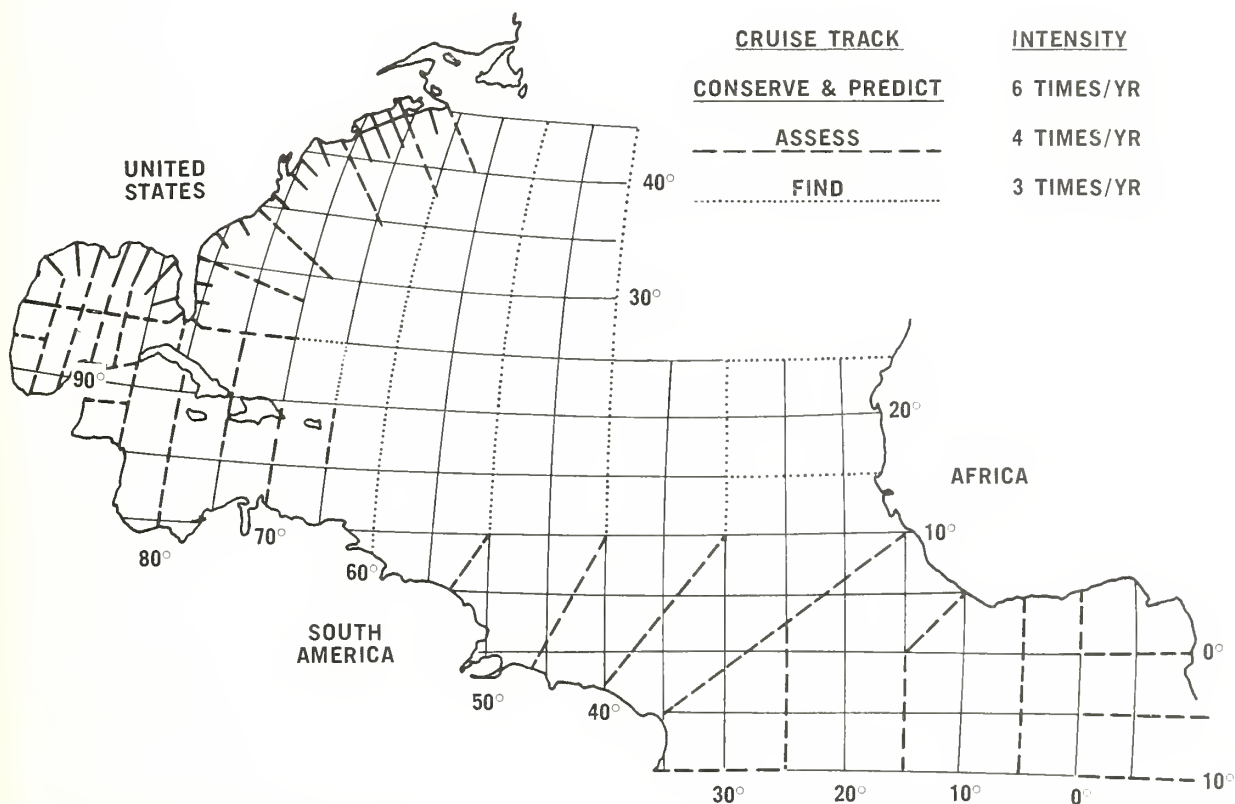 CRUISE TRACK INTENSITY
CONSERVE & PREDICT 6 TIMES/YR
ASSESS 4 TIMES/YR
FIND 3 TIMES/YR
UNITED
STATES
40°
30°
90°
20°
AFRICA
10°
80°
70°
60°
SOUTH
AMERICA
0°
50°
40°
10°
30°
20°
10°
0°